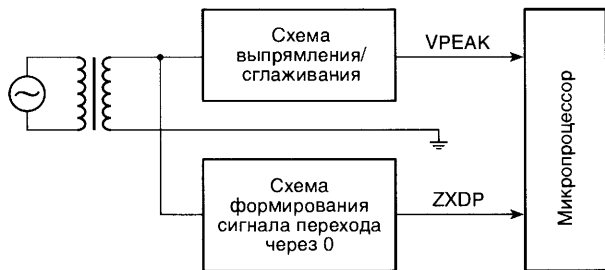 Схема
выпрямления/
сглаживания
VPEAK
Схема
формирования
сигнала перехода
через 0
ZXDP
Микропроцессор